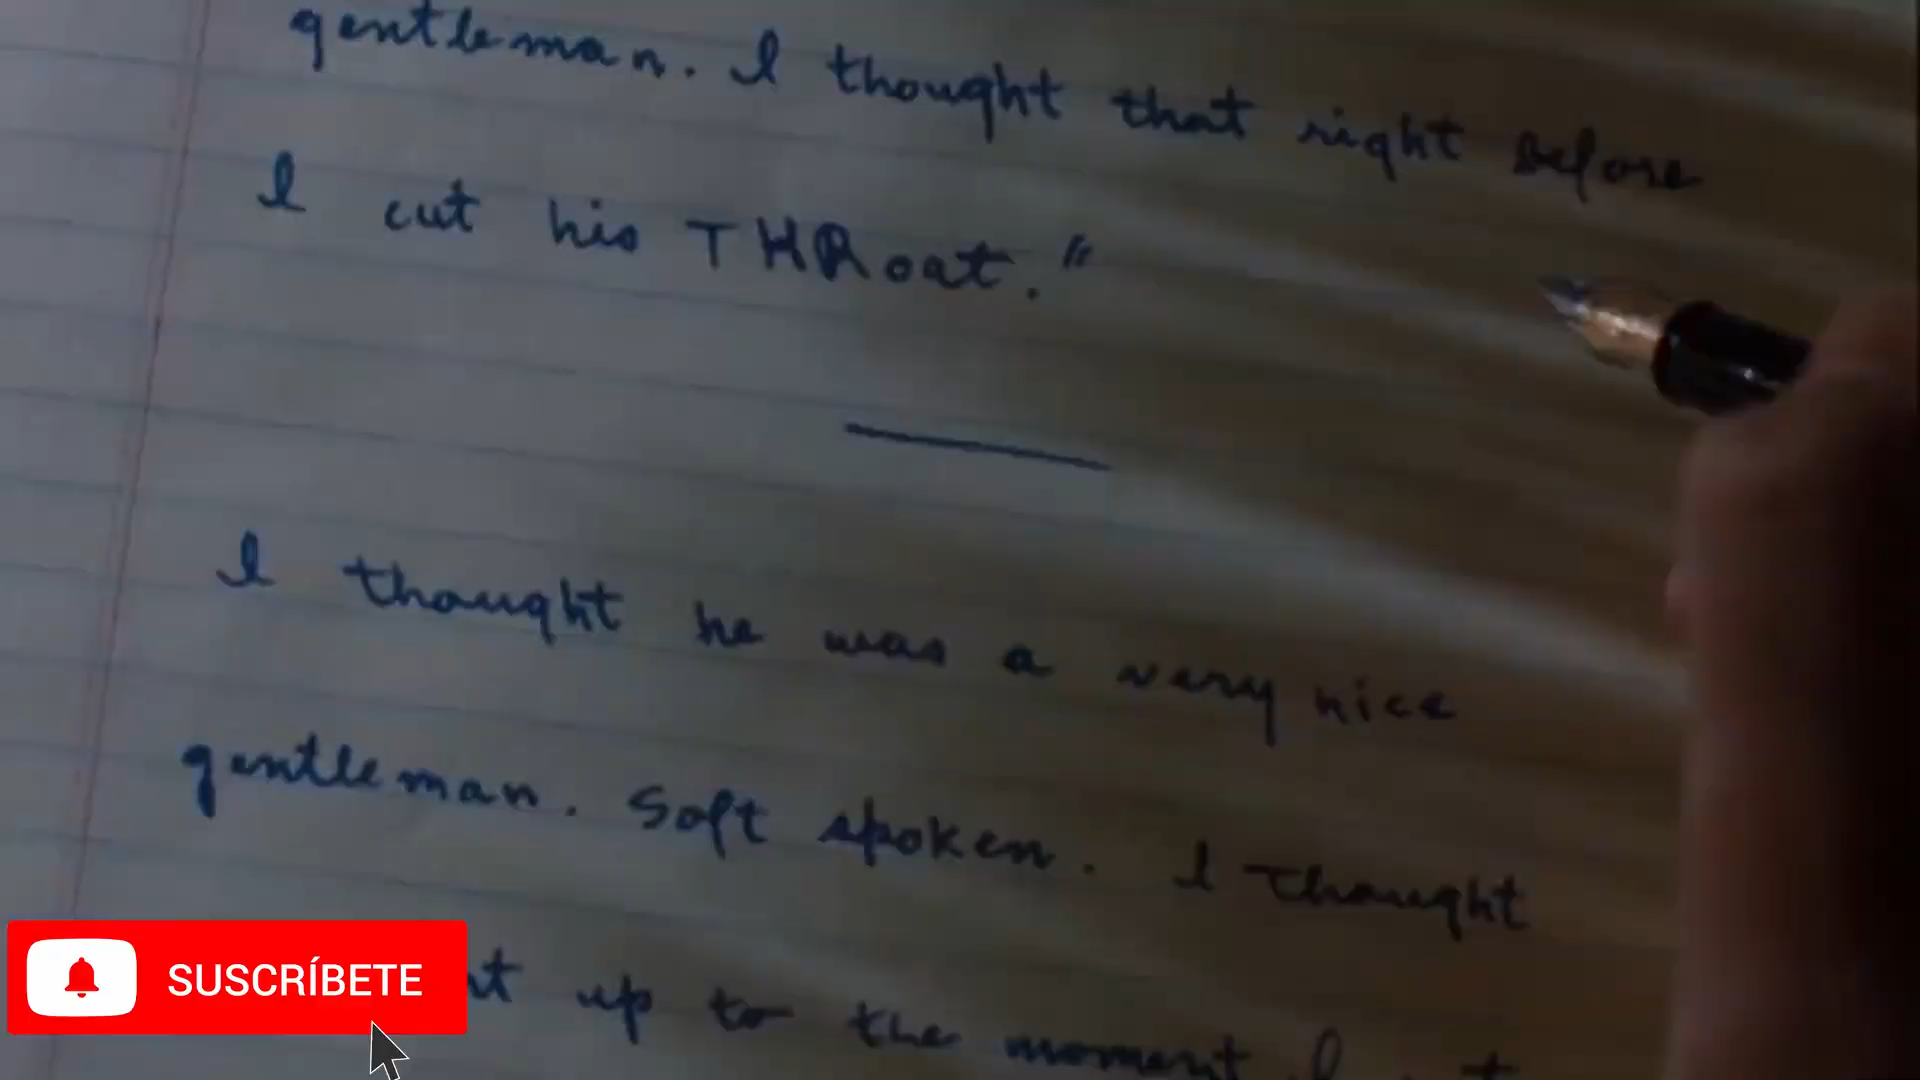 gentleman. I thought that right before
I cut his THRoat."
I thought he was a very nice
gentleman. Soft spoken. I thought
up to the moment I
SUSCRÍBETE